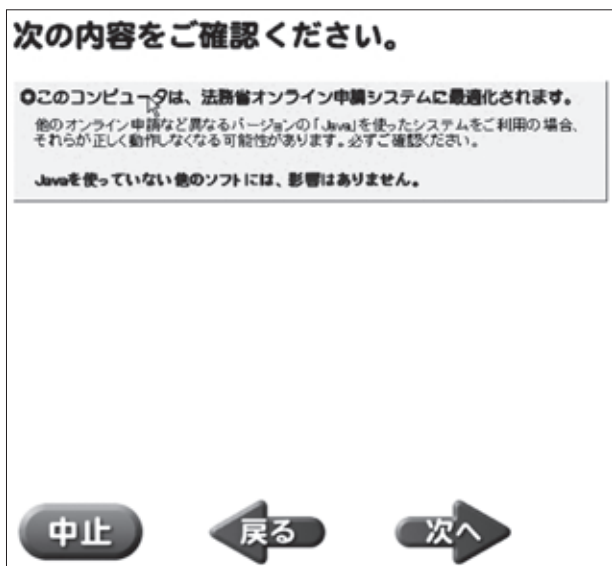 次の内容をご確認ください。
●このコンピュータは、法務省オンライン申請システムに最適化されます。
他のオンライン申請など異なるバージョンの「Java」を使ったシステムをご利用の場合、
それらが正しく動作しなくなる可能性があります。必ずご確認ください。
Javaを使っていない他のソフトには、影響はありません。
中止
戻る
次へ